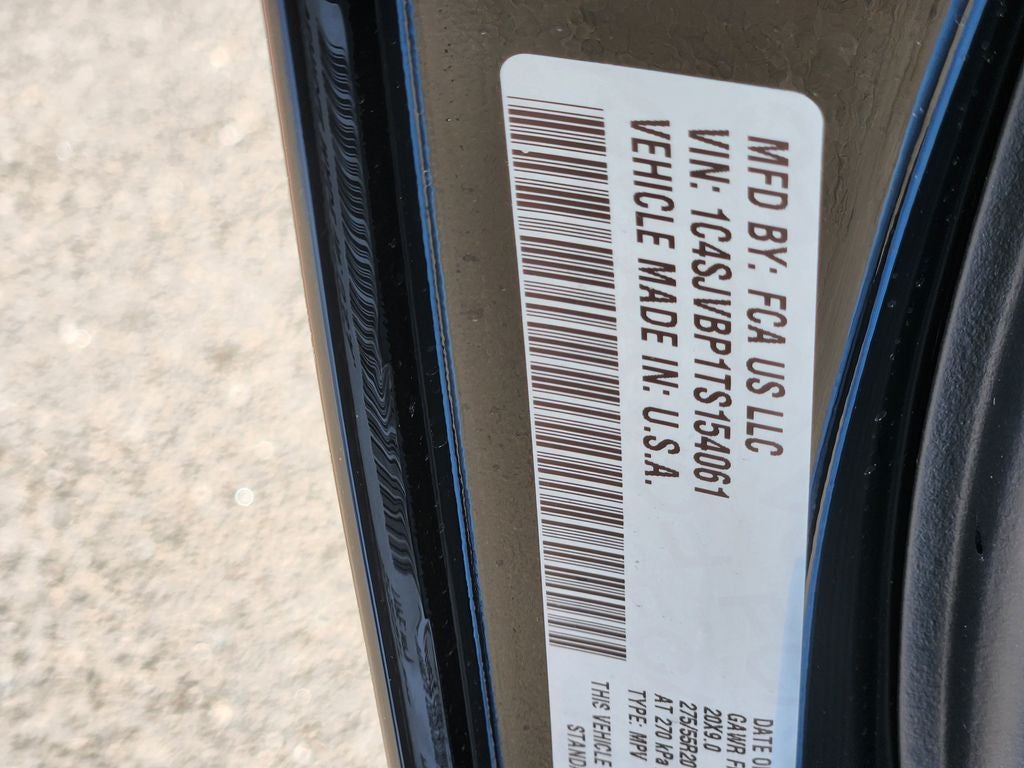 MFD BY: FCA US LLC
VIN: 1C4SJVBP1TS154061
VEHICLE MADE IN: U.S.A.
DATE O
GAWR F
20X9.0
275/55R20
AT 270 kPa
TYPE: MPV
THIS VEHICLE
STAND